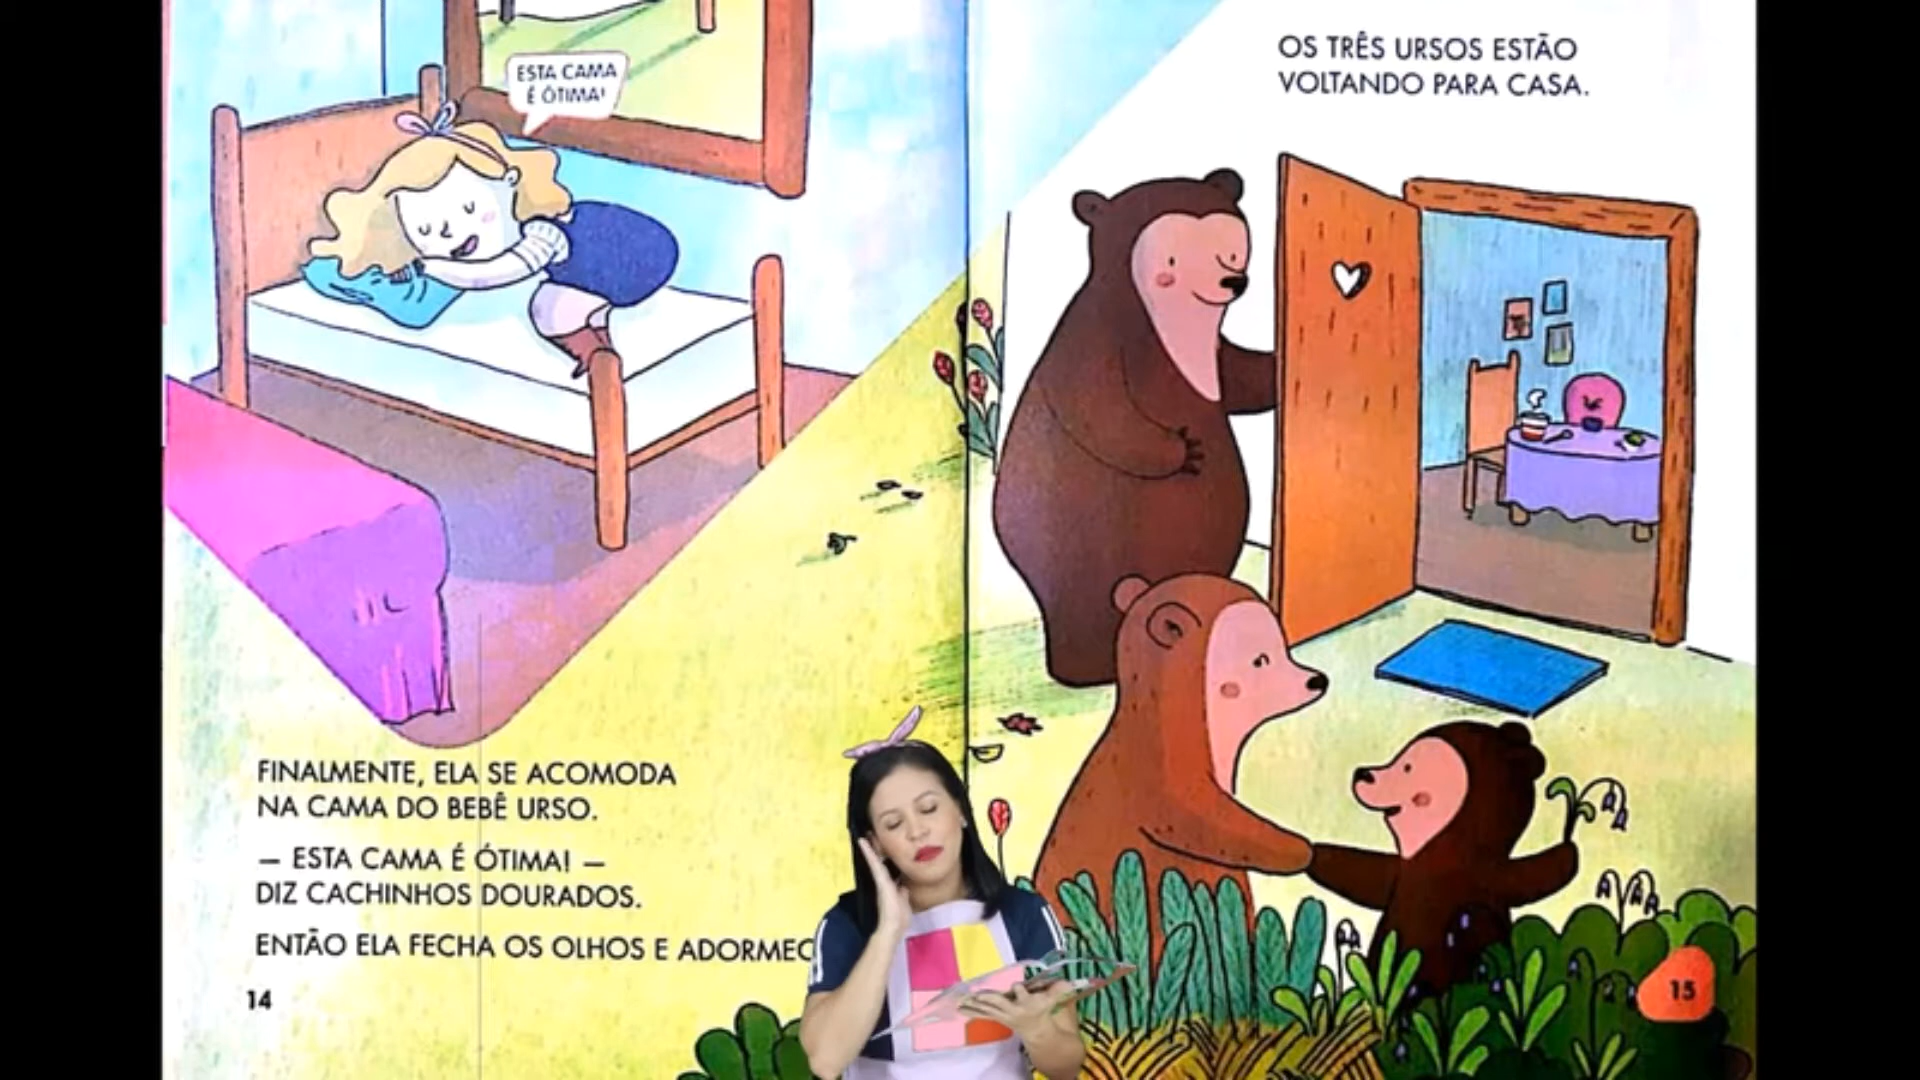 ESTA CAMA
É ÓTIMA!
FINALMENTE, ELA SE ACOMODA
NA CAMA DO BEBÊ URSO.
— ESTA CAMA É ÓTIMA! —
DIZ CACHINHOS DOURADOS.
ENTÃO ELA FECHA OS OLHOS E
14
OS TRÊS URSOS ESTÃO
VOLTANDO PARA CASA.
15